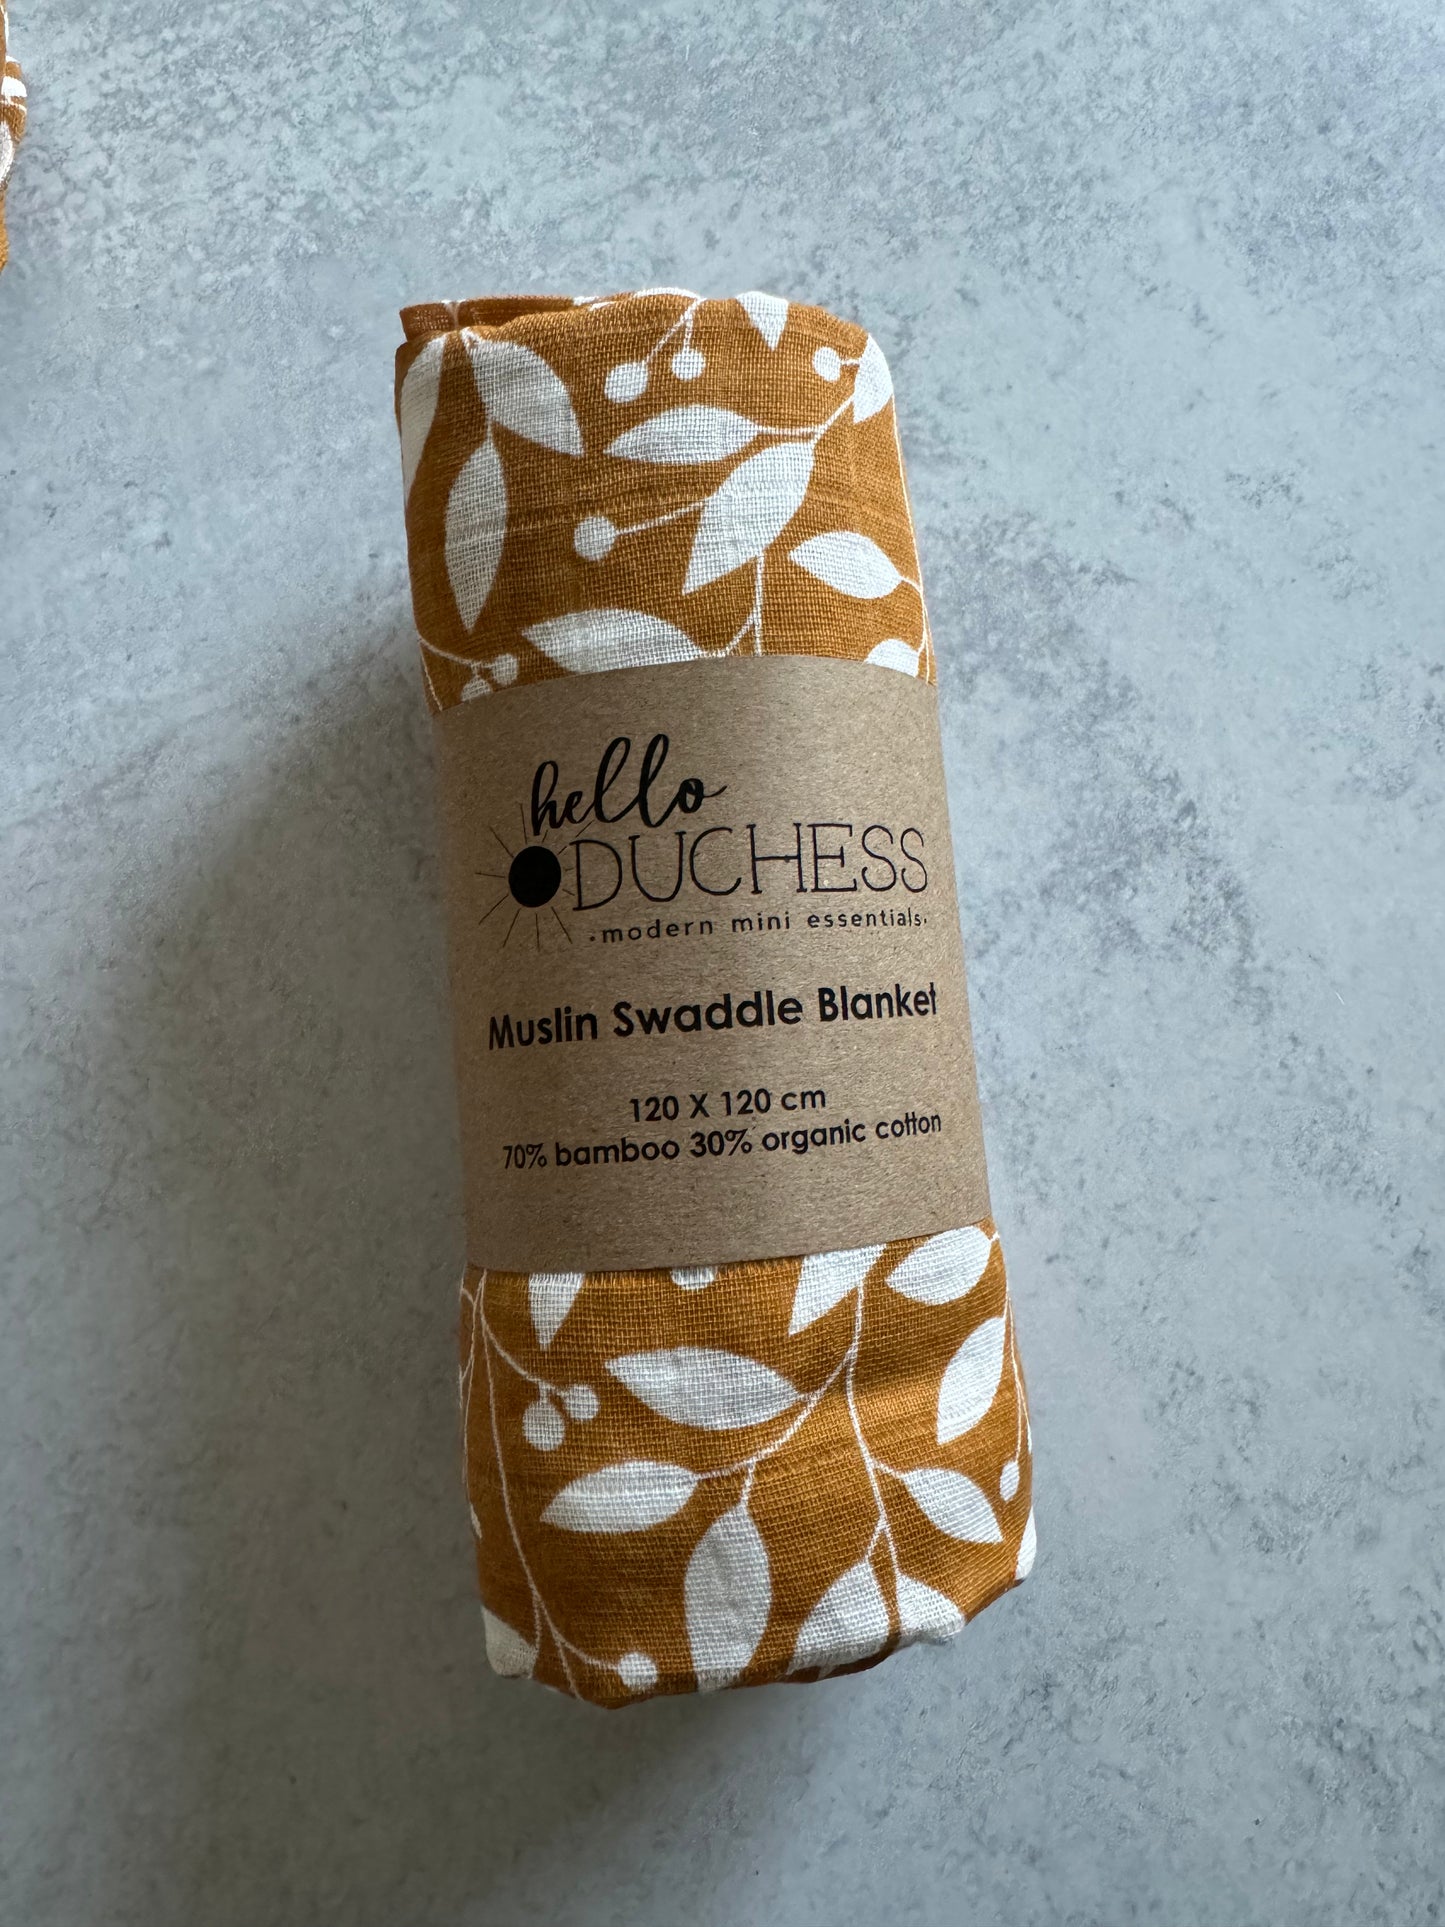 hello
DUCHESS
.modern mini essentials.
Muslin Swaddle Blanket
120 X 120 cm
70% bamboo 30% organic cotton